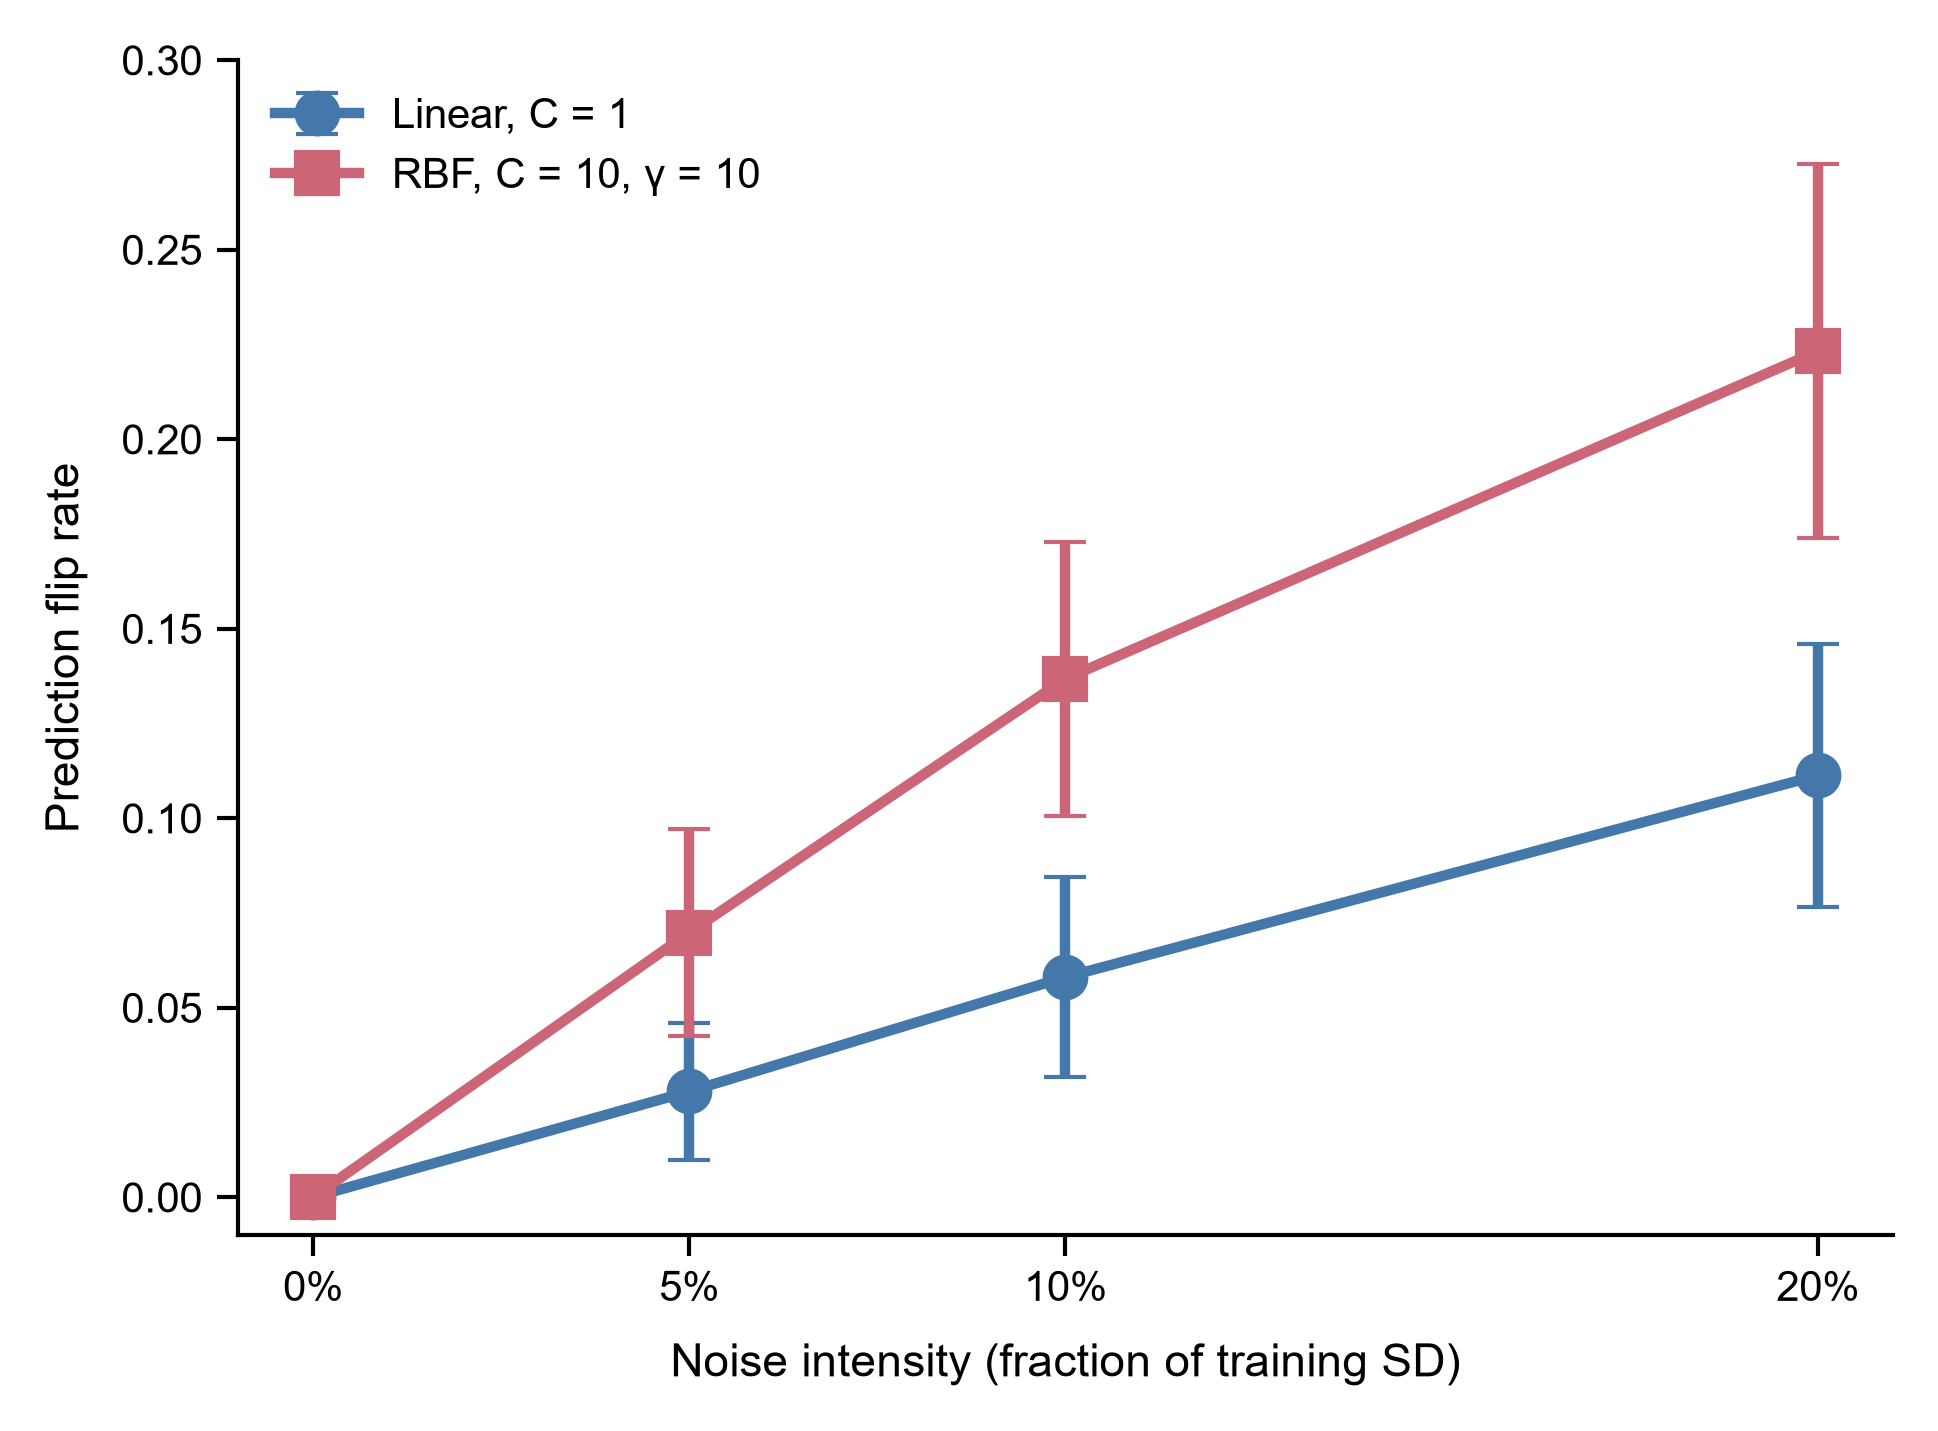 0.30
0.25
0.20
0.15
0.10
0.05
0.00
Prediction flip rate
Linear, C = 1
RBF, C = 10, γ = 10
0% 5% 10% 20%
Noise intensity (fraction of training SD)